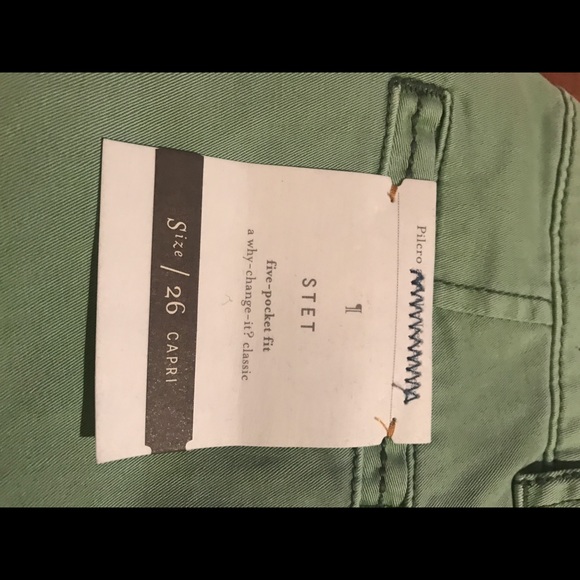 Pilcro
¶
STET
five-pocket fit
a why-change-it? classic
Size / 26 CAPRI